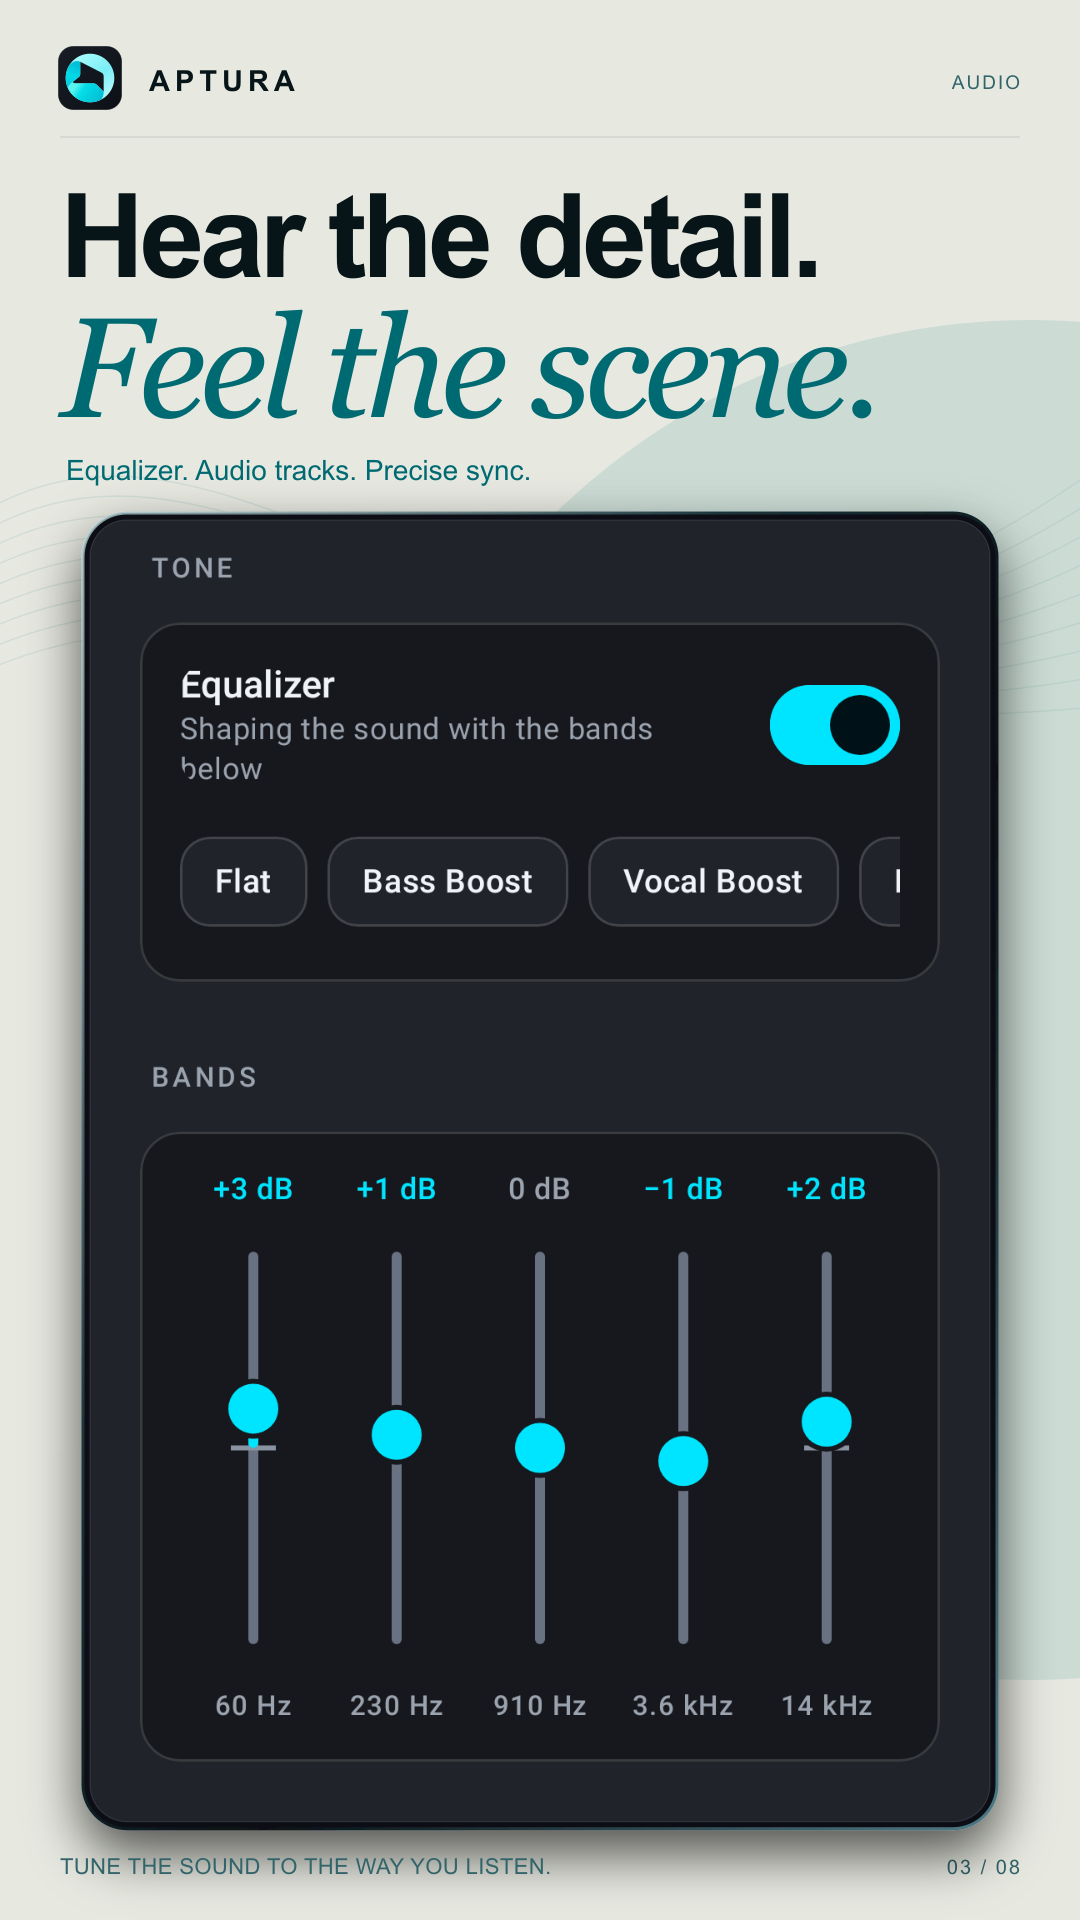 APTURA
AUDIO
Hear the detail.
Feel the scene.
Equalizer. Audio tracks. Precise sync.
TONE
Equalizer
Shaping the sound with the bands
below
Flat
Bass Boost
Vocal Boost
BANDS
+3 dB
+1 dB
0 dB
−1 dB
+2 dB
60 Hz
230 Hz
910 Hz
3.6 kHz
14 kHz
TUNE THE SOUND TO THE WAY YOU LISTEN.
03 / 08